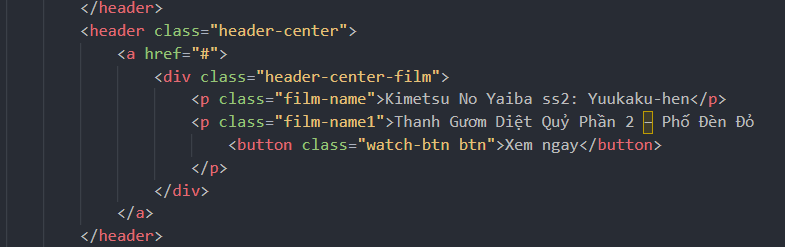 </header>
<header class="header-center">
<a href="#">
<div class="header-center-film">
<p class="film-name">Kimetsu No Yaiba ss2: Yuukaku-hen</p>
<p class="film-name1">Thanh Gươm Diệt Quỷ Phần 2 – Phố Đèn Đỏ
<button class="watch-btn btn">Xem ngay</button>
</p>
</div>
</a>
</header>